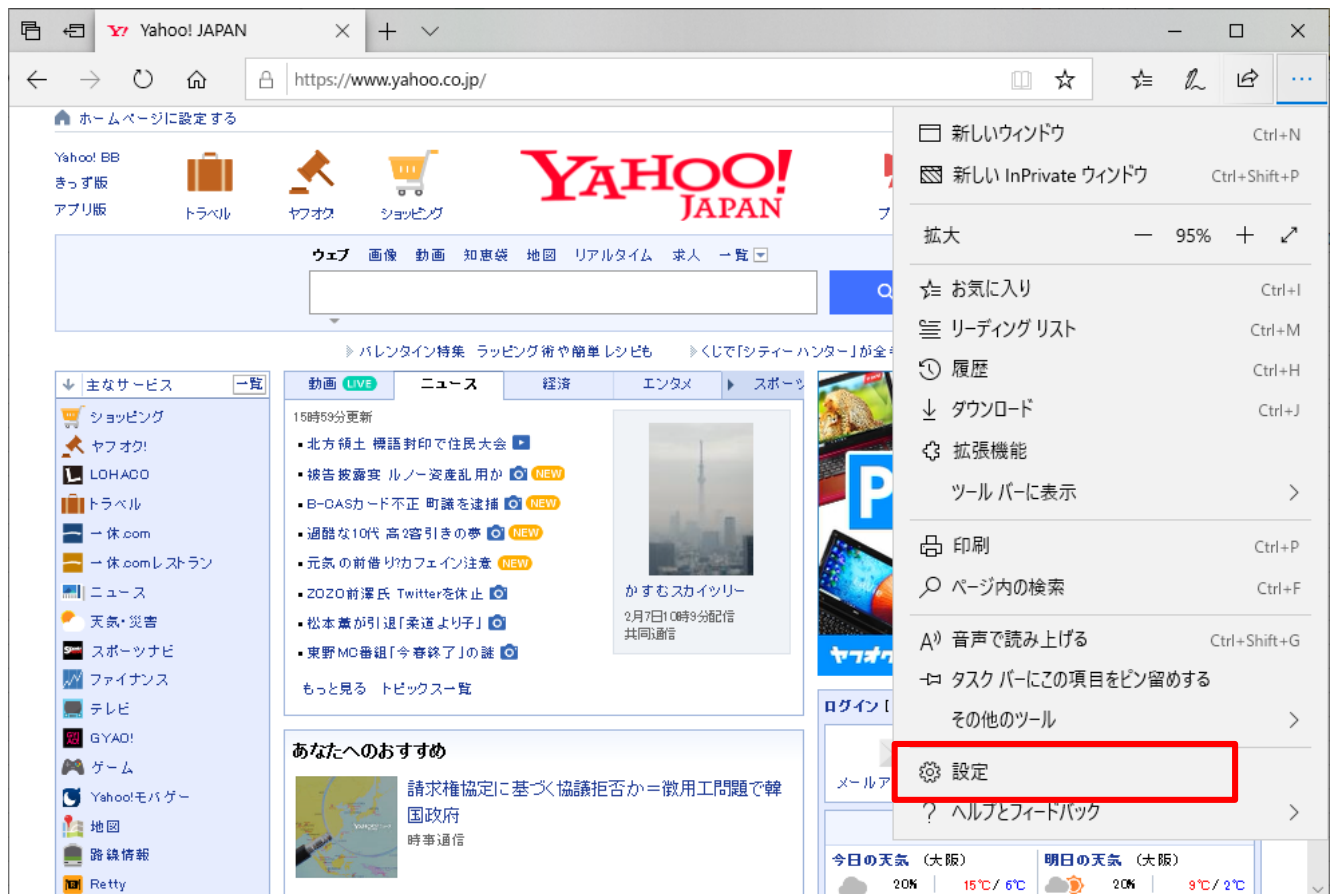 Yahoo! JAPAN
https://www.yahoo.co.jp/
ホームページに設定する
Yahoo! BB
きっず版
アプリ版
トラベル
ヤフオク!
ショッピング
YAHOO!
JAPAN
プ
ウェブ 画像 動画 知恵袋 地図 リアルタイム 求人 一覧
バレンタイン特集 ラッピング術や簡単レシピも
くじで「シティーハンター」が全
主なサービス 一覧
ショッピング
ヤフオク!
LOHACO
トラベル
一休.com
一休.comレストラン
ニュース
天気・災害
スポーツナビ
ファイナンス
テレビ
GYAO!
ゲーム
Yahoo!モバゲー
地図
路線情報
Retty
動画 LIVE ニュース 経済 エンタメ スポーツ
15時59分更新
北方領土 標語封印で住民大会
被告披露宴 ルノー資産乱用か NEW
B-CASカード不正 町議を逮捕 NEW
過酷な10代 高2客引きの夢 NEW
元気の前借り?カフェイン注意 NEW
ZOZO前澤氏 Twitterを休止
松本薫が引退「柔道より子」
東野MC番組「今春終了」の謎
もっと見る トピックス一覧
かすむスカイツリー
2月7日10時9分配信
共同通信
あなたへのおすすめ
請求権協定に基づく協議拒否か=徴用工問題で韓
国政府
時事通信
P
ヤフオク
ログイン [
メールア
今日の天気 (大阪)
20% 15℃/ 6℃
明日の天気 (大阪)
20% 9℃/ 2℃
新しいウィンドウ Ctrl+N
新しい InPrivate ウィンドウ Ctrl+Shift+P
拡大 95%
お気に入り Ctrl+I
リーディング リスト Ctrl+M
履歴 Ctrl+H
ダウンロード Ctrl+J
拡張機能
ツール バーに表示
印刷 Ctrl+P
ページ内の検索 Ctrl+F
音声で読み上げる Ctrl+Shift+G
タスク バーにこの項目をピン留めする
その他のツール
設定
ヘルプとフィードバック